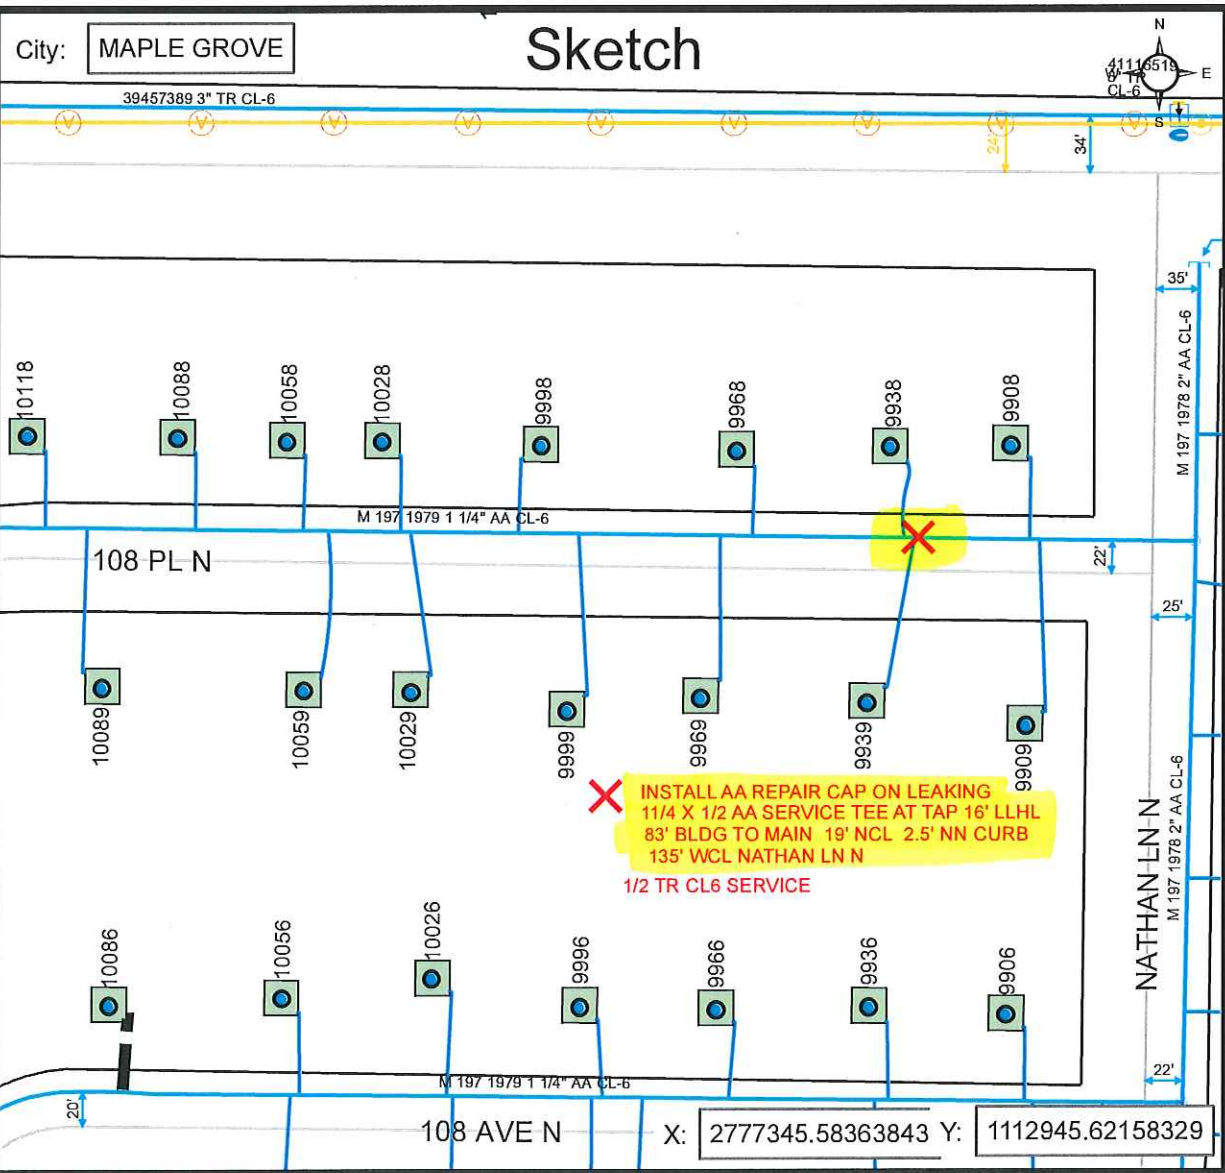 City: MAPLE GROVE
Sketch
N
W
E
S
41116519
8" TR
CL-6
39457389 3" TR CL-6
24'
34'
35'
M 197 1978 2" AA CL-6
10118
10088
10058
10028
9998
9968
9938
9908
M 197 1979 1 1/4" AA CL-6
108 PL N
22'
25'
10089
10059
10029
9999
9969
9939
9909
INSTALL AA REPAIR CAP ON LEAKING
11/4 X 1/2 AA SERVICE TEE AT TAP 16' LLHL
83' BLDG TO MAIN 19' NCL 2.5' NN CURB
135' WCL NATHAN LN N
1/2 TR CL6 SERVICE
NATHAN LN N
M 197 1978 2" AA CL-6
10086
10056
10026
9996
9966
9936
9906
M 197 1979 1 1/4" AA CL-6
22'
20'
108 AVE N
X: 2777345.58363843 Y: 1112945.62158329